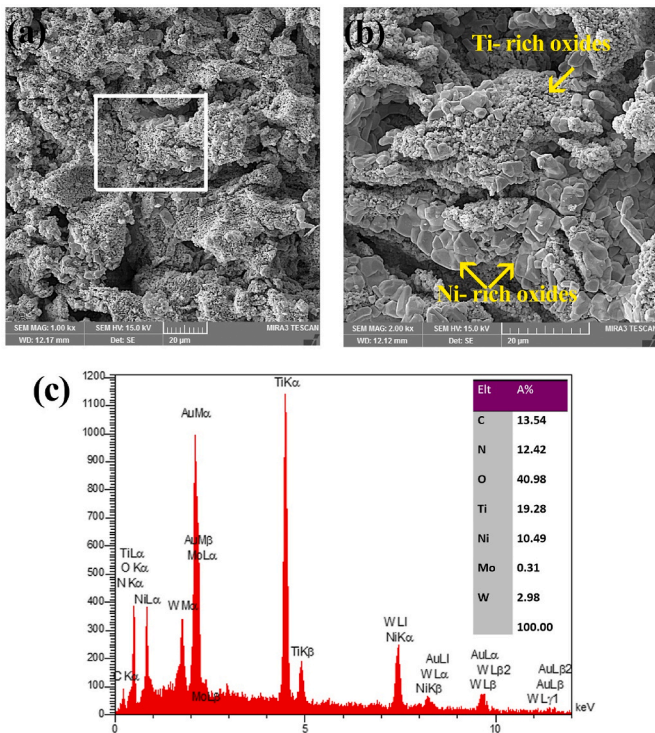 (a)
SEM MAG: 1.00 kx
SEM HV: 15.0 kV
MIRA3 TESCAN
WD: 12.17 mm
Det: SE
20 µm
(b)
Ti- rich oxides
Ni- rich oxides
SEM MAG: 2.00 kx
SEM HV: 15.0 kV
MIRA3 TESCAN
WD: 12.12 mm
Det: SE
20 µm
(c)
1200
1100
1000
900
800
700
600
500
400
300
200
100
0
0
5
10
keV
TiLα
O Kα
N Kα
NiLα
C Kα
W Mα
AuMα
AuMβ
MoLα
MoLβ
TiKα
TiKβ
W Ll
NiKα
AuLl
W Lα
NiKβ
AuLα
W Lβ2
W Lβ
AuLβ2
AuLβ
W Lγ1
Elt A%
C 13.54
N 12.42
O 40.98
Ti 19.28
Ni 10.49
Mo 0.31
W 2.98
100.00